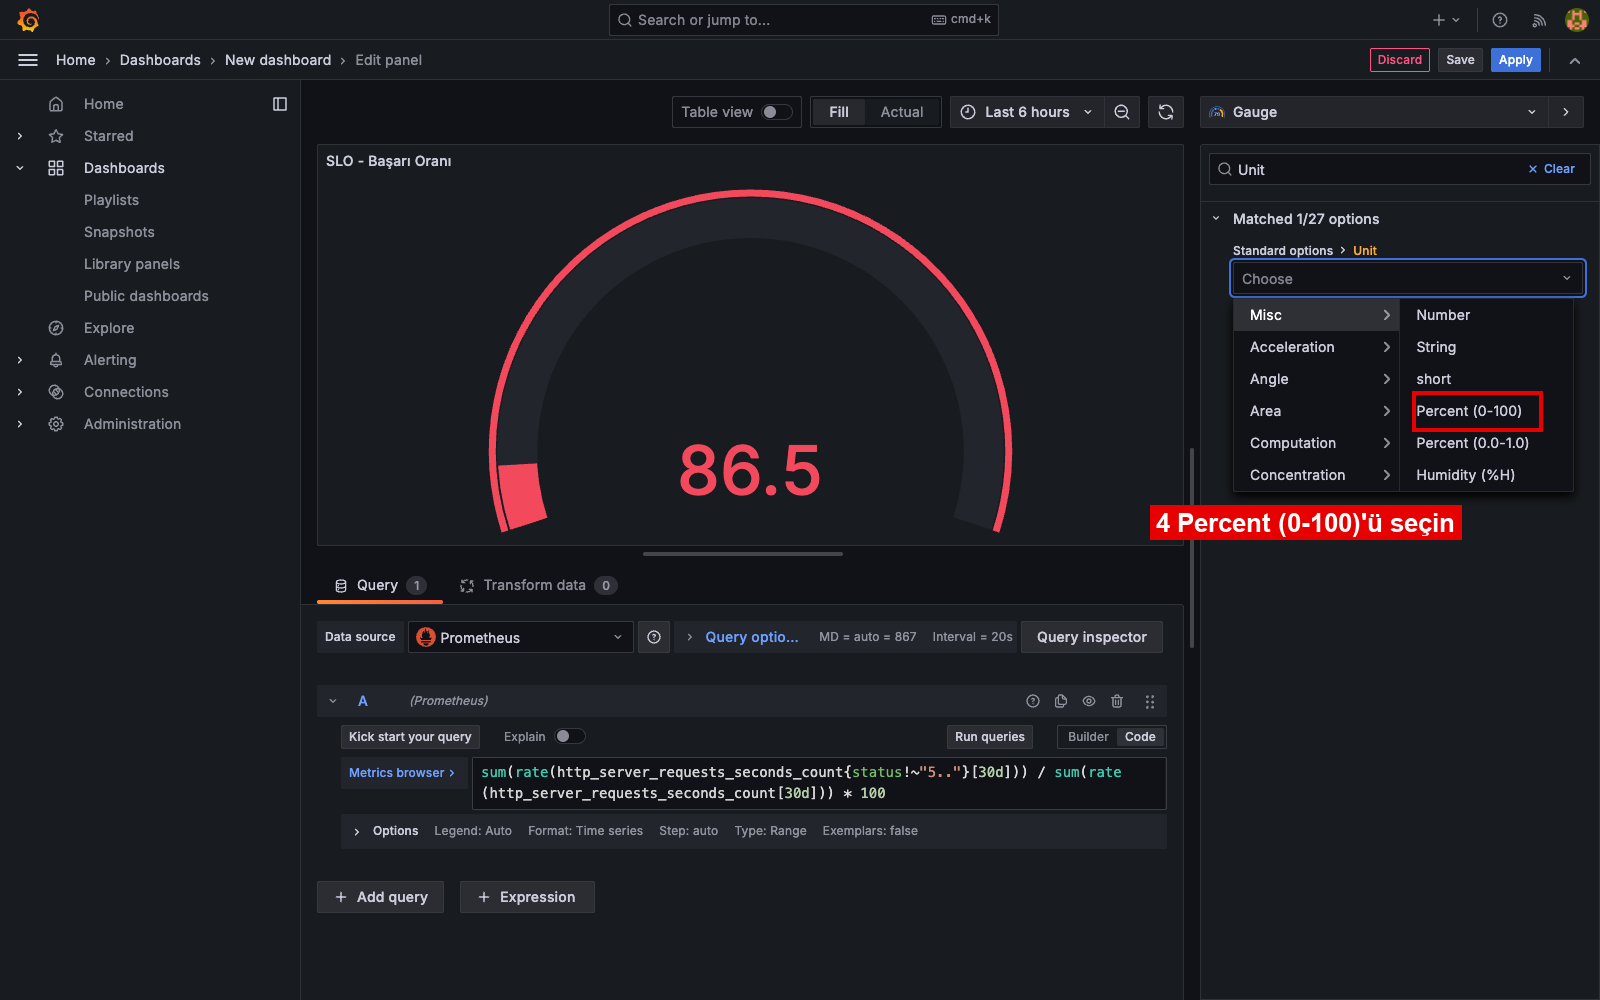 Search or jump to...
cmd+k
Home › Dashboards › New dashboard › Edit panel
Discard
Save
Apply
Home
Starred
Dashboards
Playlists
Snapshots
Library panels
Public dashboards
Explore
Alerting
Connections
Administration
Table view
Fill
Actual
Last 6 hours
Gauge
SLO - Başarı Oranı
86.5
Unit
Clear
Matched 1/27 options
Standard options › Unit
Choose
Misc
Acceleration
Angle
Area
Computation
Concentration
Number
String
short
Percent (0-100)
Percent (0.0-1.0)
Humidity (%H)
4 Percent (0-100)'ü seçin
Query 1
Transform data 0
Data source
Prometheus
Query optio...
MD = auto = 867
Interval = 20s
Query inspector
A
(Prometheus)
Kick start your query
Explain
Run queries
Builder
Code
Metrics browser ›
sum(rate(http_server_requests_seconds_count{status!~"5.."}[30d])) / sum(rate
(http_server_requests_seconds_count[30d])) * 100
Options
Legend: Auto
Format: Time series
Step: auto
Type: Range
Exemplars: false
+ Add query
+ Expression